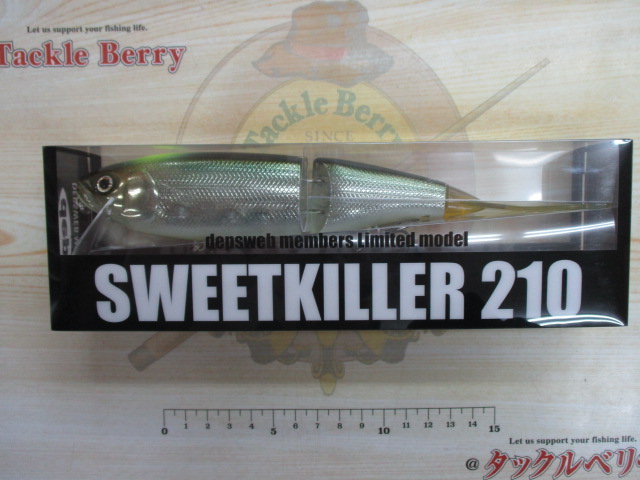 Let us support your fishing life.
Tackle Berry
Tackle Berry
SINCE
deps
depsweb members Limited model
SWEETKILLER 210
0 1 2 3 4 5 6 7 8 9 10 11 12 13 14 15
Let us support your fishing life.
@タックルベリー